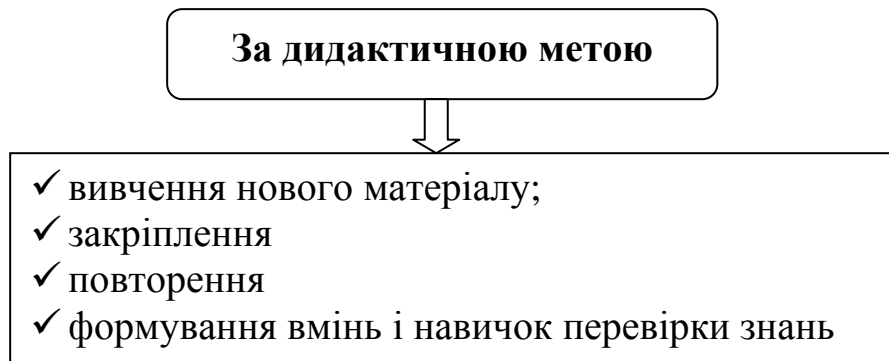 За дидактичною метою
✓ вивчення нового матеріалу;
✓ закріплення
✓ повторення
✓ формування вмінь і навичок перевірки знань